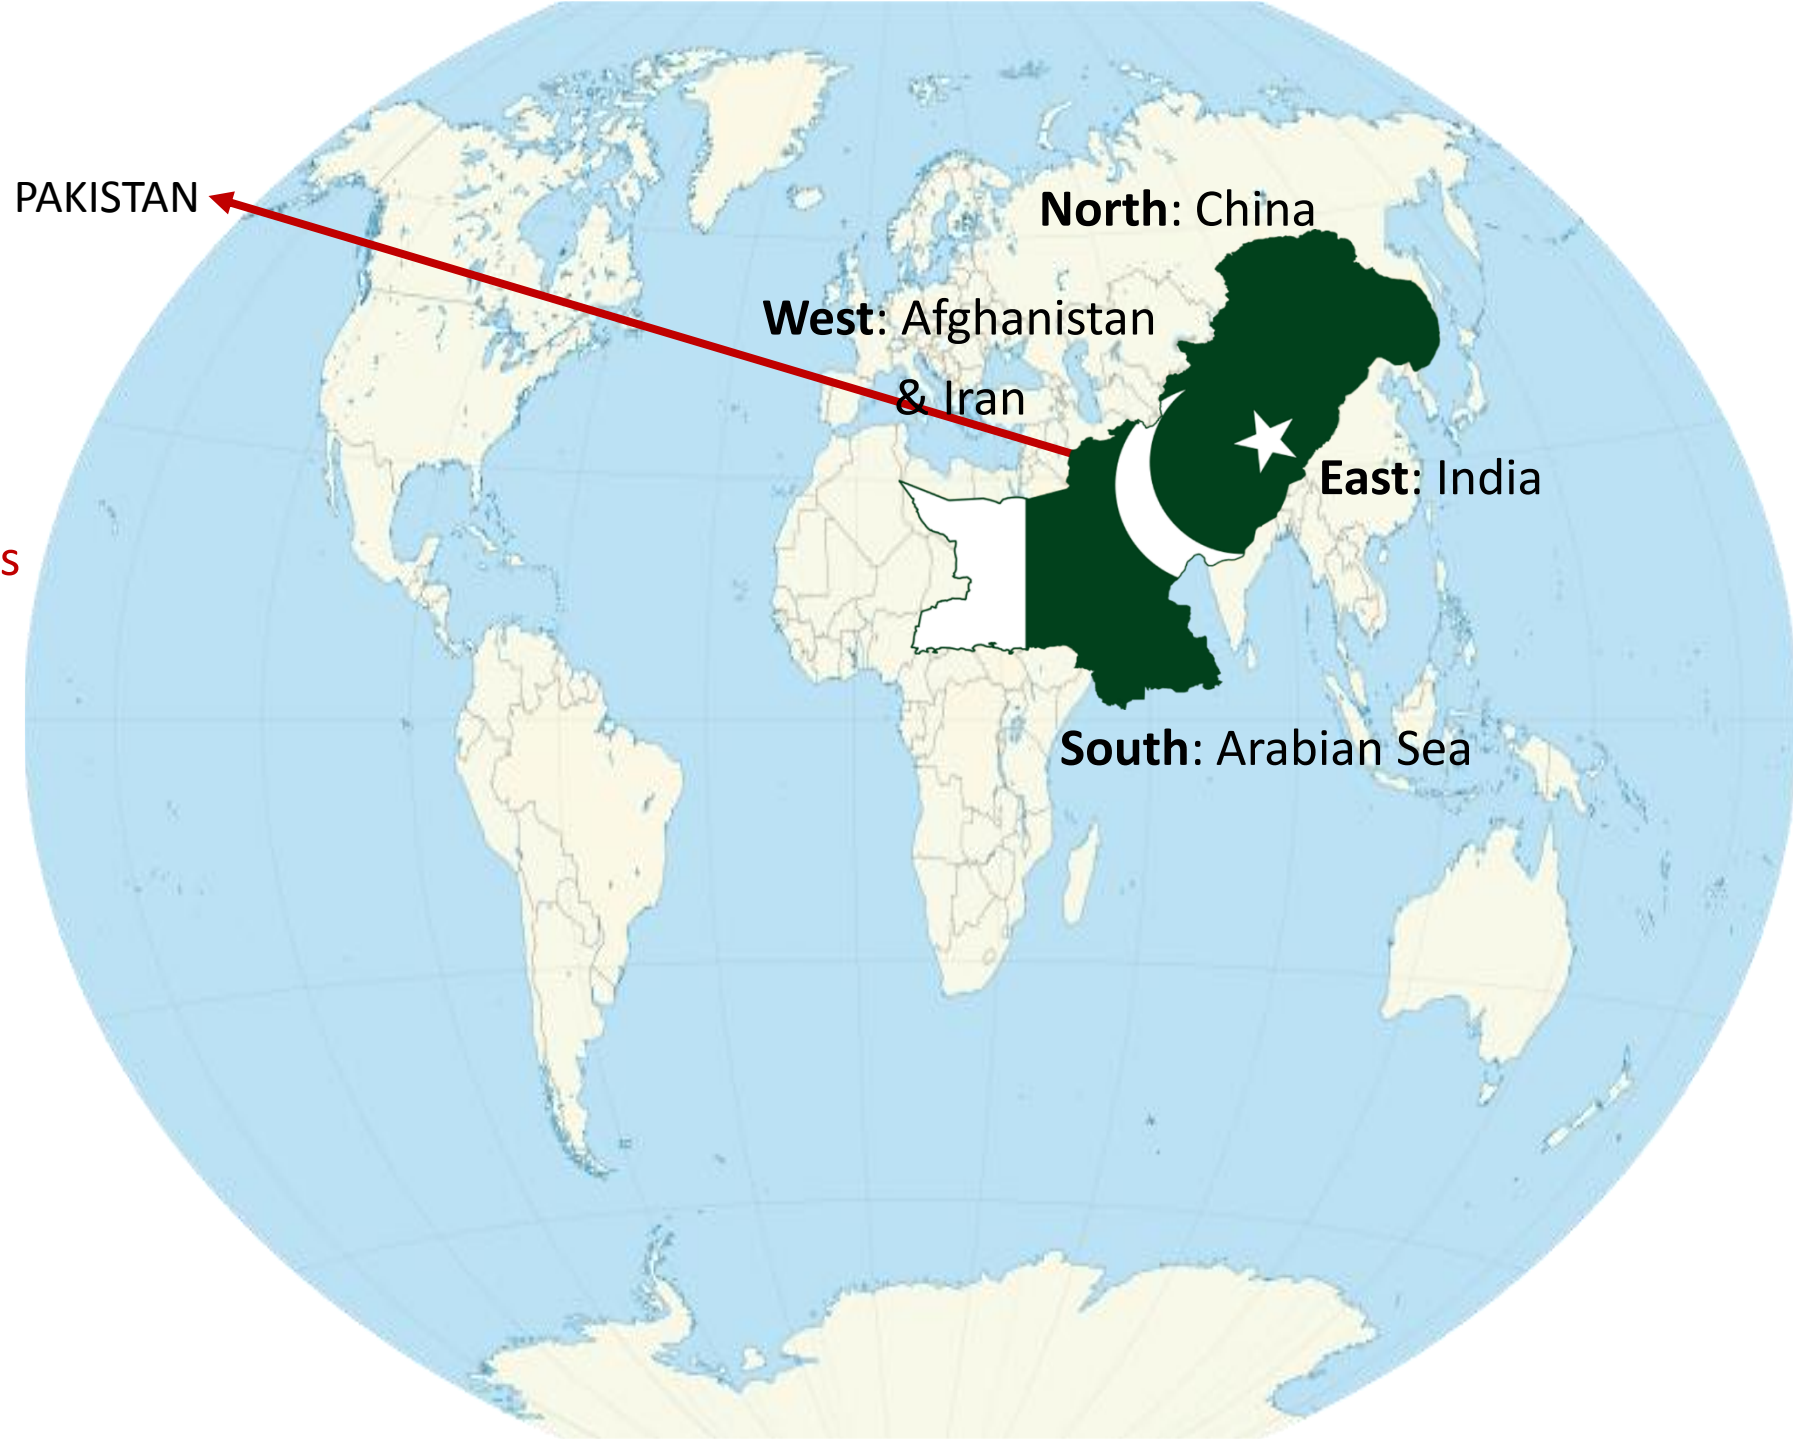 PAKISTAN
North: China
West: Afghanistan
& Iran
East: India
s
South: Arabian Sea